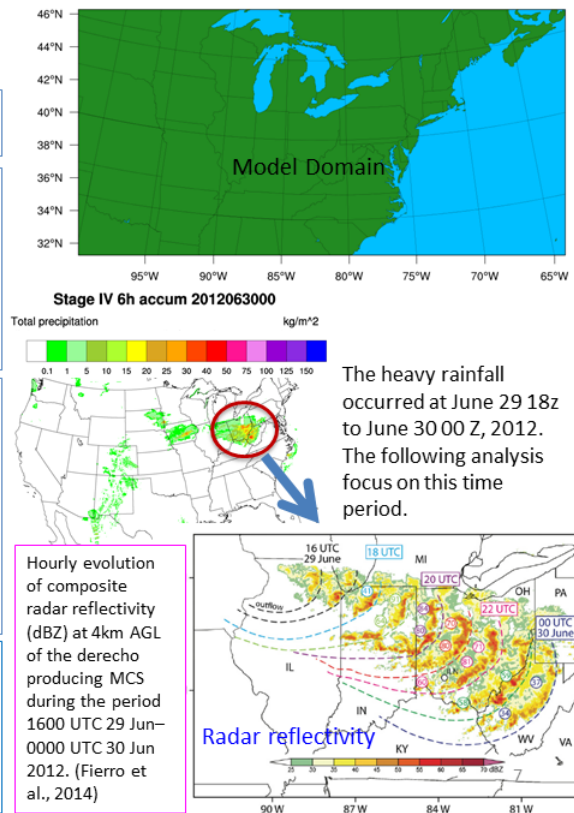 46°N
44°N
42°N
40°N
38°N
36°N
34°N
32°N
Model Domain
95°W 90°W 85°W 80°W 75°W 70°W 65°W
Stage IV 6h accum 2012063000
Total precipitation kg/m^2
0.1 1 5 10 15 20 25 30 40 50 75 100 125 150
The heavy rainfall
occurred at June 29 18z
to June 30 00 Z, 2012.
The following analysis
focus on this time
period.
Hourly evolution
of composite
radar reflectivity
(dBZ) at 4km AGL
of the derecho
producing MCS
during the period
1600 UTC 29 Jun–
0000 UTC 30 Jun
2012. (Fierro et
al., 2014)
16 UTC
29 June
18 UTC
MI
20 UTC
OH
PA
22 UTC
00 UTC
30 June
outflow
IL
IN
KY
WV
VA
Radar reflectivity
25 30 35 40 45 50 55 60 65 70 dBZ
90 W 87 W 84 W 81 W